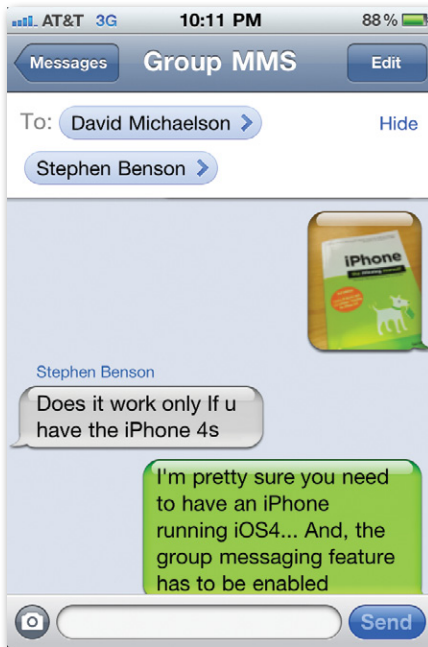 AT&T 3G 10:11 PM 88%
Messages Group MMS Edit
To: David Michaelson Hide
Stephen Benson
iPhone
Stephen Benson
Does it work only If u
have the iPhone 4s
I'm pretty sure you need
to have an iPhone
running iOS4... And, the
group messaging feature
has to be enabled
Send